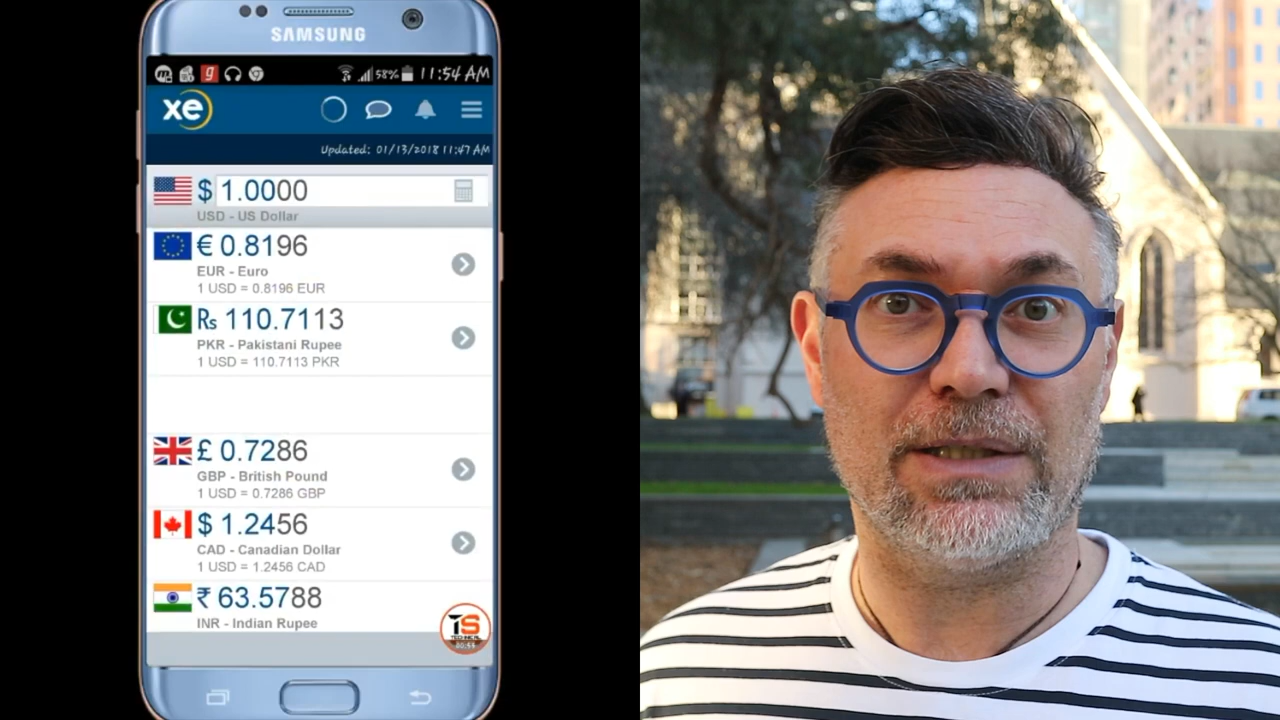 SAMSUNG
58% 11:54 AM
xe
Updated: 01/13/2018 11:47 AM
$ 1.0000
USD - US Dollar
€ 0.8196
EUR - Euro
1 USD = 0.8196 EUR
Rs 110.7113
PKR - Pakistani Rupee
1 USD = 110.7113 PKR
£ 0.7286
GBP - British Pound
1 USD = 0.7286 GBP
$ 1.2456
CAD - Canadian Dollar
1 USD = 1.2456 CAD
₹ 63.5788
INR - Indian Rupee
TS